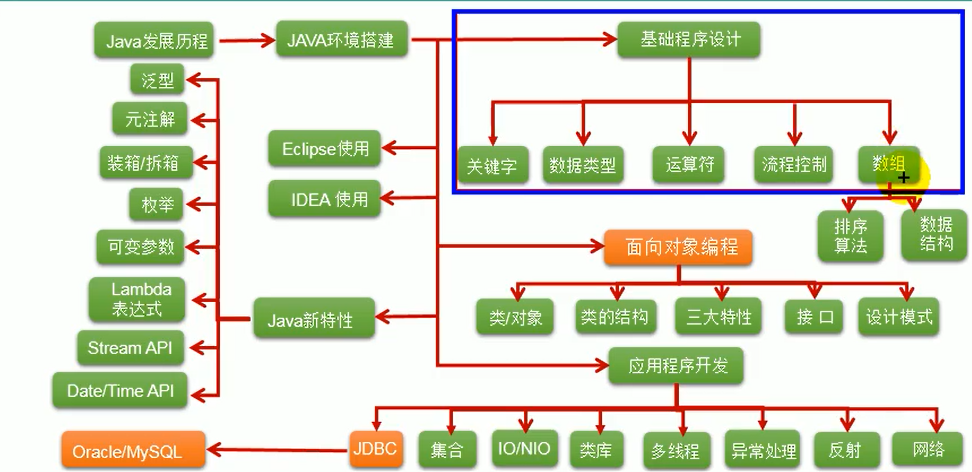 Java发展历程
JAVA环境搭建
基础程序设计
泛型
元注解
装箱/拆箱
枚举
可变参数
Lambda
表达式
Stream API
Date/Time API
Eclipse使用
IDEA 使用
Java新特性
关键字
数据类型
运算符
流程控制
数组
排序
算法
数据
结构
面向对象编程
类/对象
类的结构
三大特性
接 口
设计模式
应用程序开发
Oracle/MySQL
JDBC
集合
IO/NIO
类库
多线程
异常处理
反射
网络